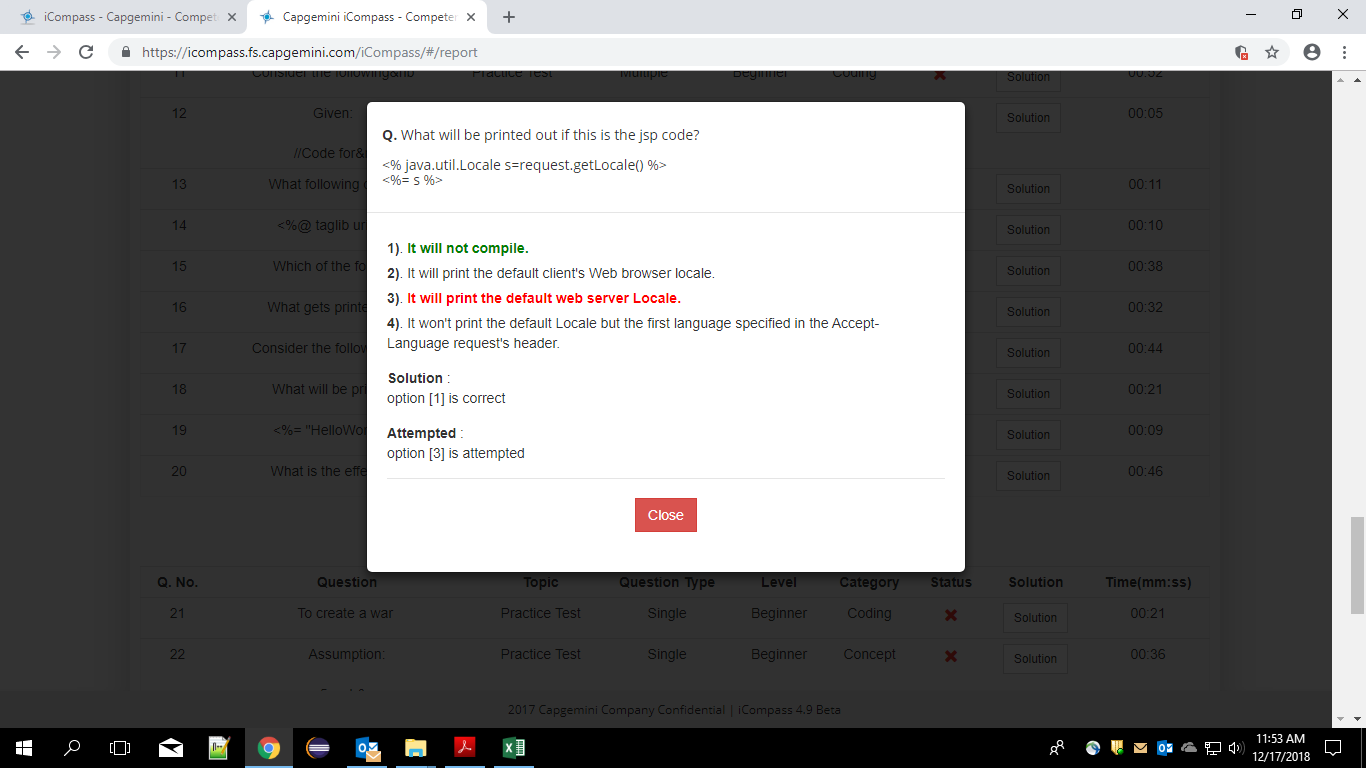 iCompass - Capgemini - Compet
Capgemini iCompass - Competen
https://icompass.fs.capgemini.com/iCompass/#/report
11 Consider the following&nb Practice Test Multiple Beginner Coding Solution 00:52
12 Given: Solution 00:05
//Code for&
13 What following Solution 00:11
14 <%@ taglib ur Solution 00:10
15 Which of the fo Solution 00:38
16 What gets printe Solution 00:32
17 Consider the follow Solution 00:44
18 What will be pri Solution 00:21
19 <%= "HelloWor Solution 00:09
20 What is the effe Solution 00:46
Q. What will be printed out if this is the jsp code?
<% java.util.Locale s=request.getLocale() %>
<%= s %>
1). It will not compile.
2). It will print the default client's Web browser locale.
3). It will print the default web server Locale.
4). It won't print the default Locale but the first language specified in the Accept-
Language request's header.
Solution :
option [1] is correct
Attempted :
option [3] is attempted
Close
Q. No. Question Topic Question Type Level Category Status Solution Time(mm:ss)
21 To create a war Practice Test Single Beginner Coding Solution 00:21
22 Assumption: Practice Test Single Beginner Concept Solution 00:36
2017 Capgemini Company Confidential | iCompass 4.9 Beta
11:53 AM
12/17/2018